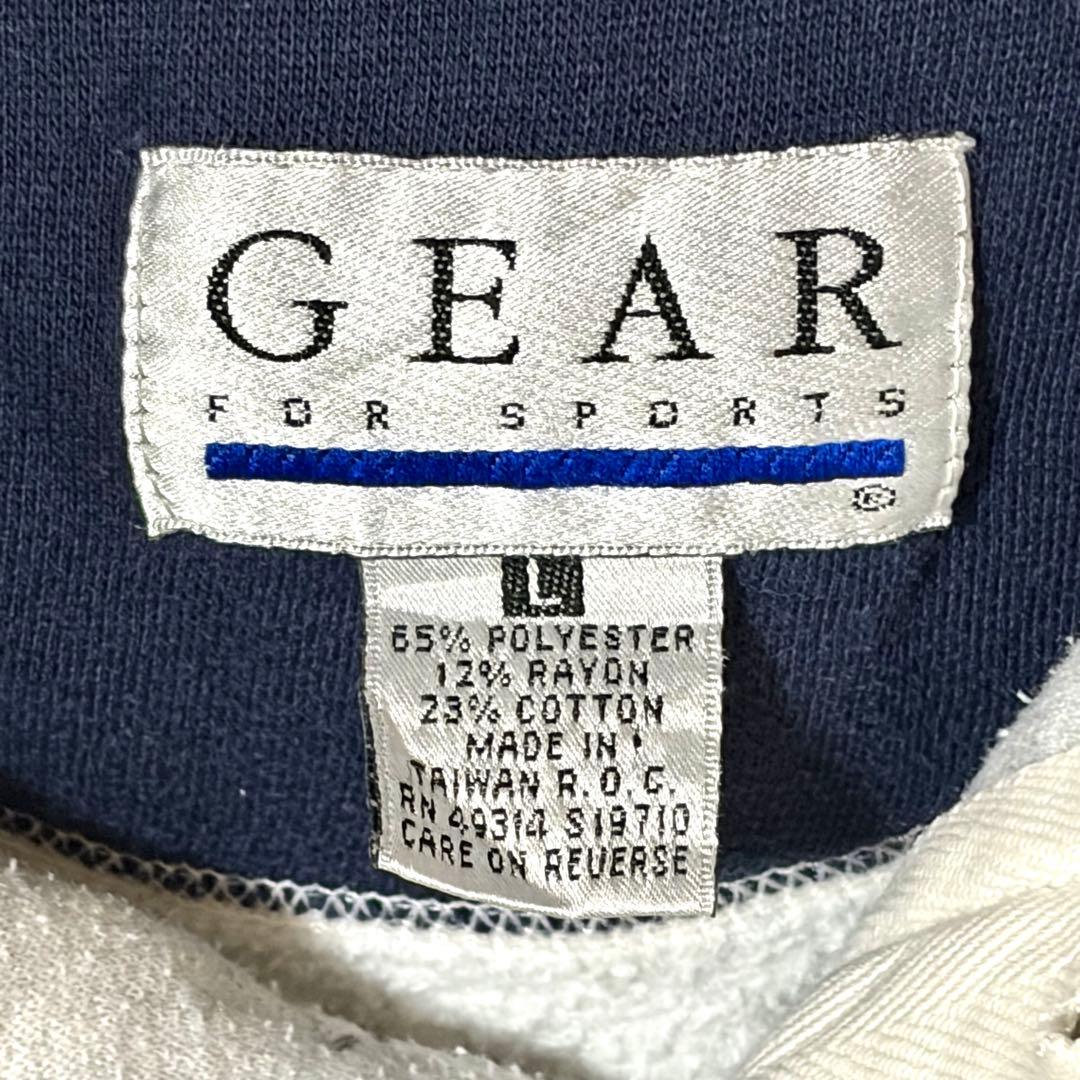 GEAR
FOR SPORTS
®
L
65% POLYESTER
12% RAYON
23% COTTON
MADE IN
TAIWAN R.O.C.
RN 49314 S19710
CARE ON REVERSE